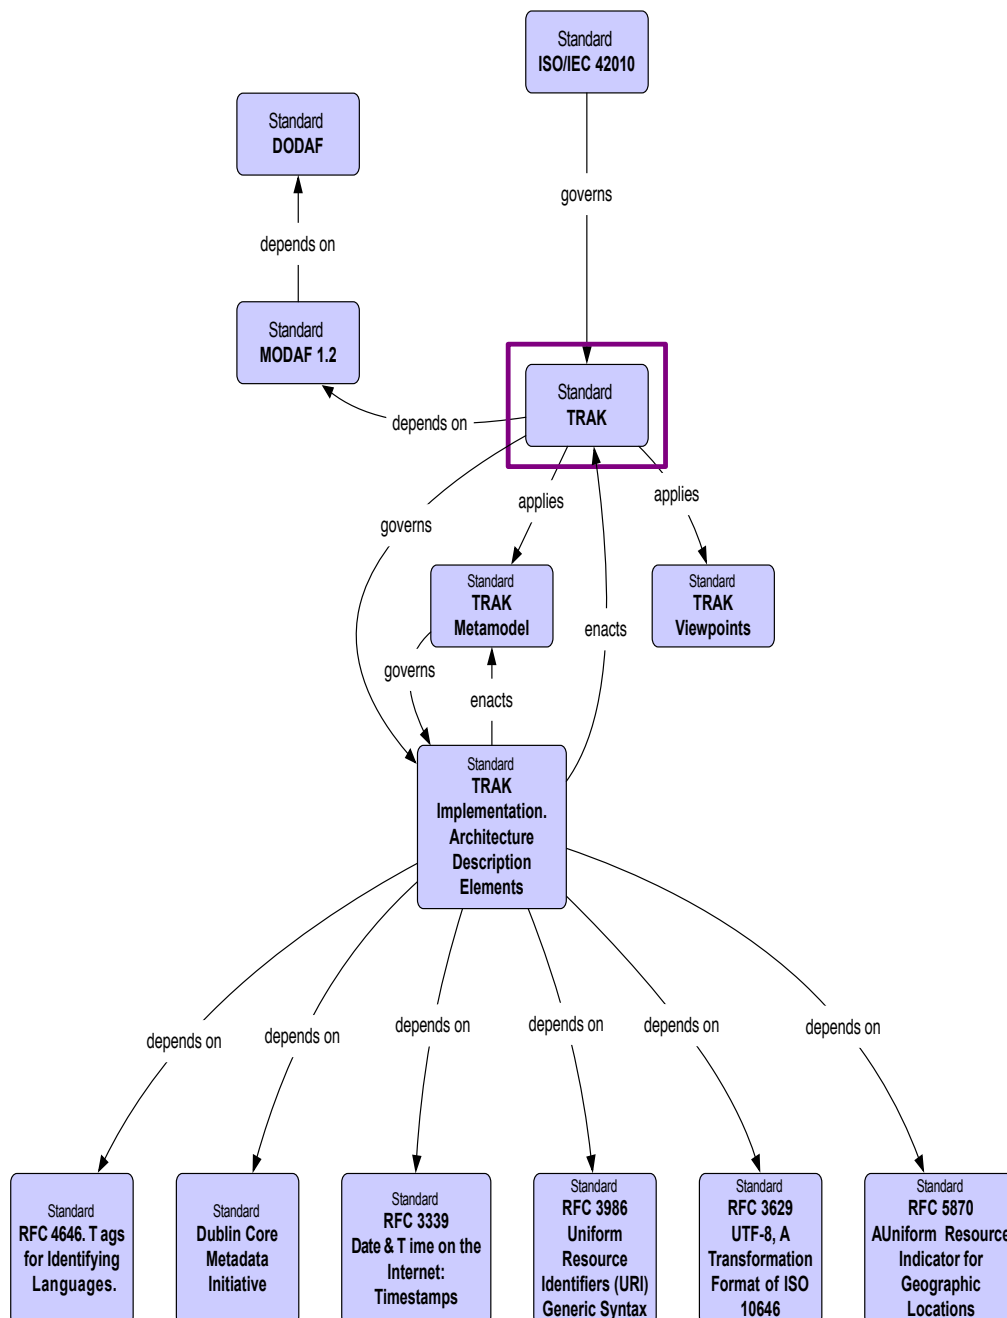 Standard
ISO/IEC 42010
Standard
DODAF
governs
depends on
Standard
MODAF 1.2
Standard
TRAK
depends on
applies
applies
governs
Standard
TRAK
Metamodel
Standard
TRAK
Viewpoints
enacts
governs
enacts
Standard
TRAK
Implementation.
Architecture
Description
Elements
depends on
depends on
depends on
depends on
depends on
depends on
Standard
RFC 4646. T ags
for Identifying
Languages.
Standard
Dublin Core
Metadata
Initiative
Standard
RFC 3339
Date & T ime on the
Internet:
Timestamps
Standard
RFC 3986
Uniform
Resource
Identifiers (URI)
Generic Syntax
Standard
RFC 3629
UTF-8, A
Transformation
Format of ISO
10646
Standard
RFC 5870
AUniform Resource
Indicator for
Geographic
Locations